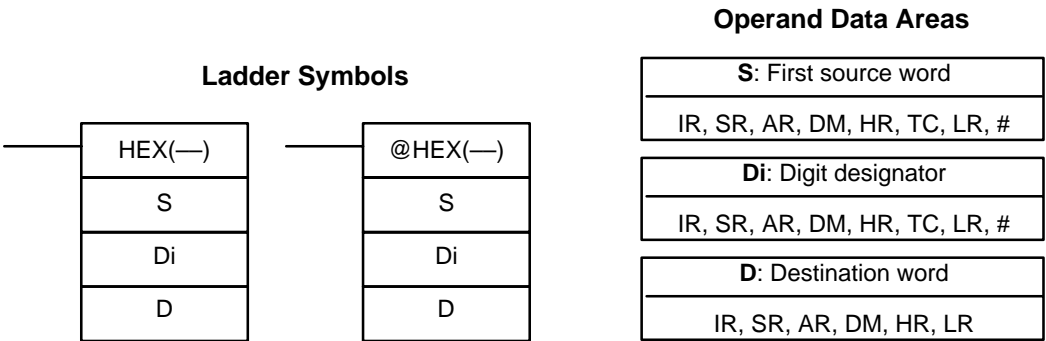 Operand Data Areas
Ladder Symbols
S: First source word
IR, SR, AR, DM, HR, TC, LR, #
HEX(––)
@HEX(––)
Di: Digit designator
S
S
IR, SR, AR, DM, HR, TC, LR, #
Di
Di
D: Destination word
D
D
IR, SR, AR, DM, HR, LR